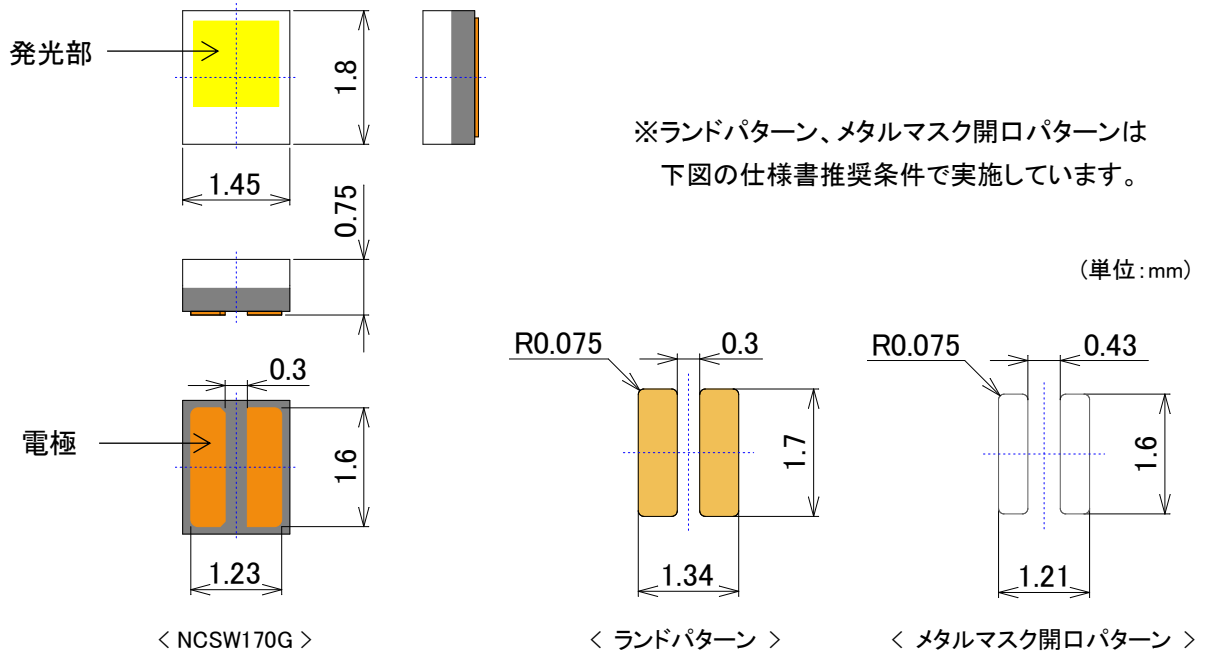 発光部
1.8
1.45
※ランドパターン、メタルマスク開口パターンは
下図の仕様書推奨条件で実施しています。
0.75
(単位:mm)
R0.075
0.3
R0.075
0.43
0.3
電極
1.6
1.7
1.6
1.23
1.34
1.21
< NCSW170G >
< ランドパターン >
< メタルマスク開口パターン >